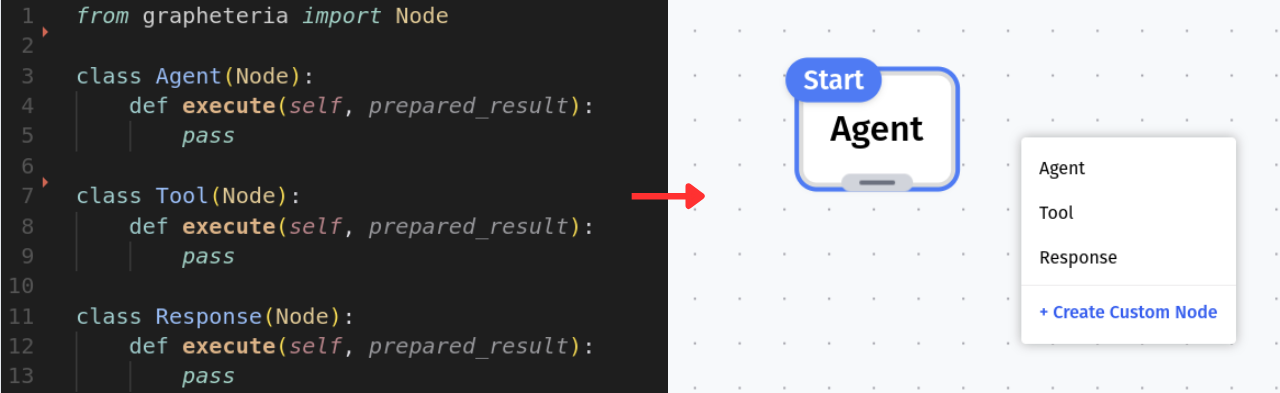 1 from grapheteria import Node
2
3 class Agent(Node):
4     def execute(self, prepared_result):
5         pass
6
7 class Tool(Node):
8     def execute(self, prepared_result):
9         pass
10
11 class Response(Node):
12     def execute(self, prepared_result):
13         pass
Start
Agent
Agent
Tool
Response
+ Create Custom Node